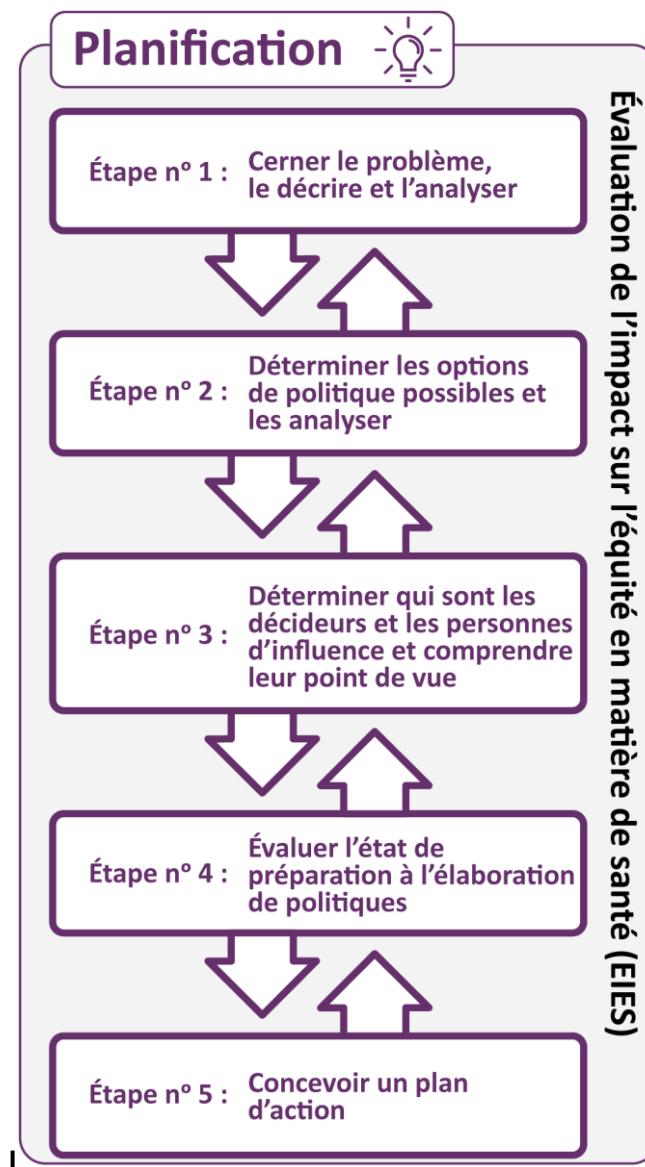 Planification
Étape nº 1 : Cerner le problème,
le décrire et l’analyser
Étape nº 2 : Déterminer les options
de politique possibles et
les analyser
Étape nº 3 : Déterminer qui sont les
décideurs et les personnes
d’influence et comprendre
leur point de vue
Étape nº 4 : Évaluer l’état de
préparation à l’élaboration
de politiques
Étape nº 5 : Concevoir un plan
d’action
Évaluation de l’impact sur l’équité en matière de santé (EIES)